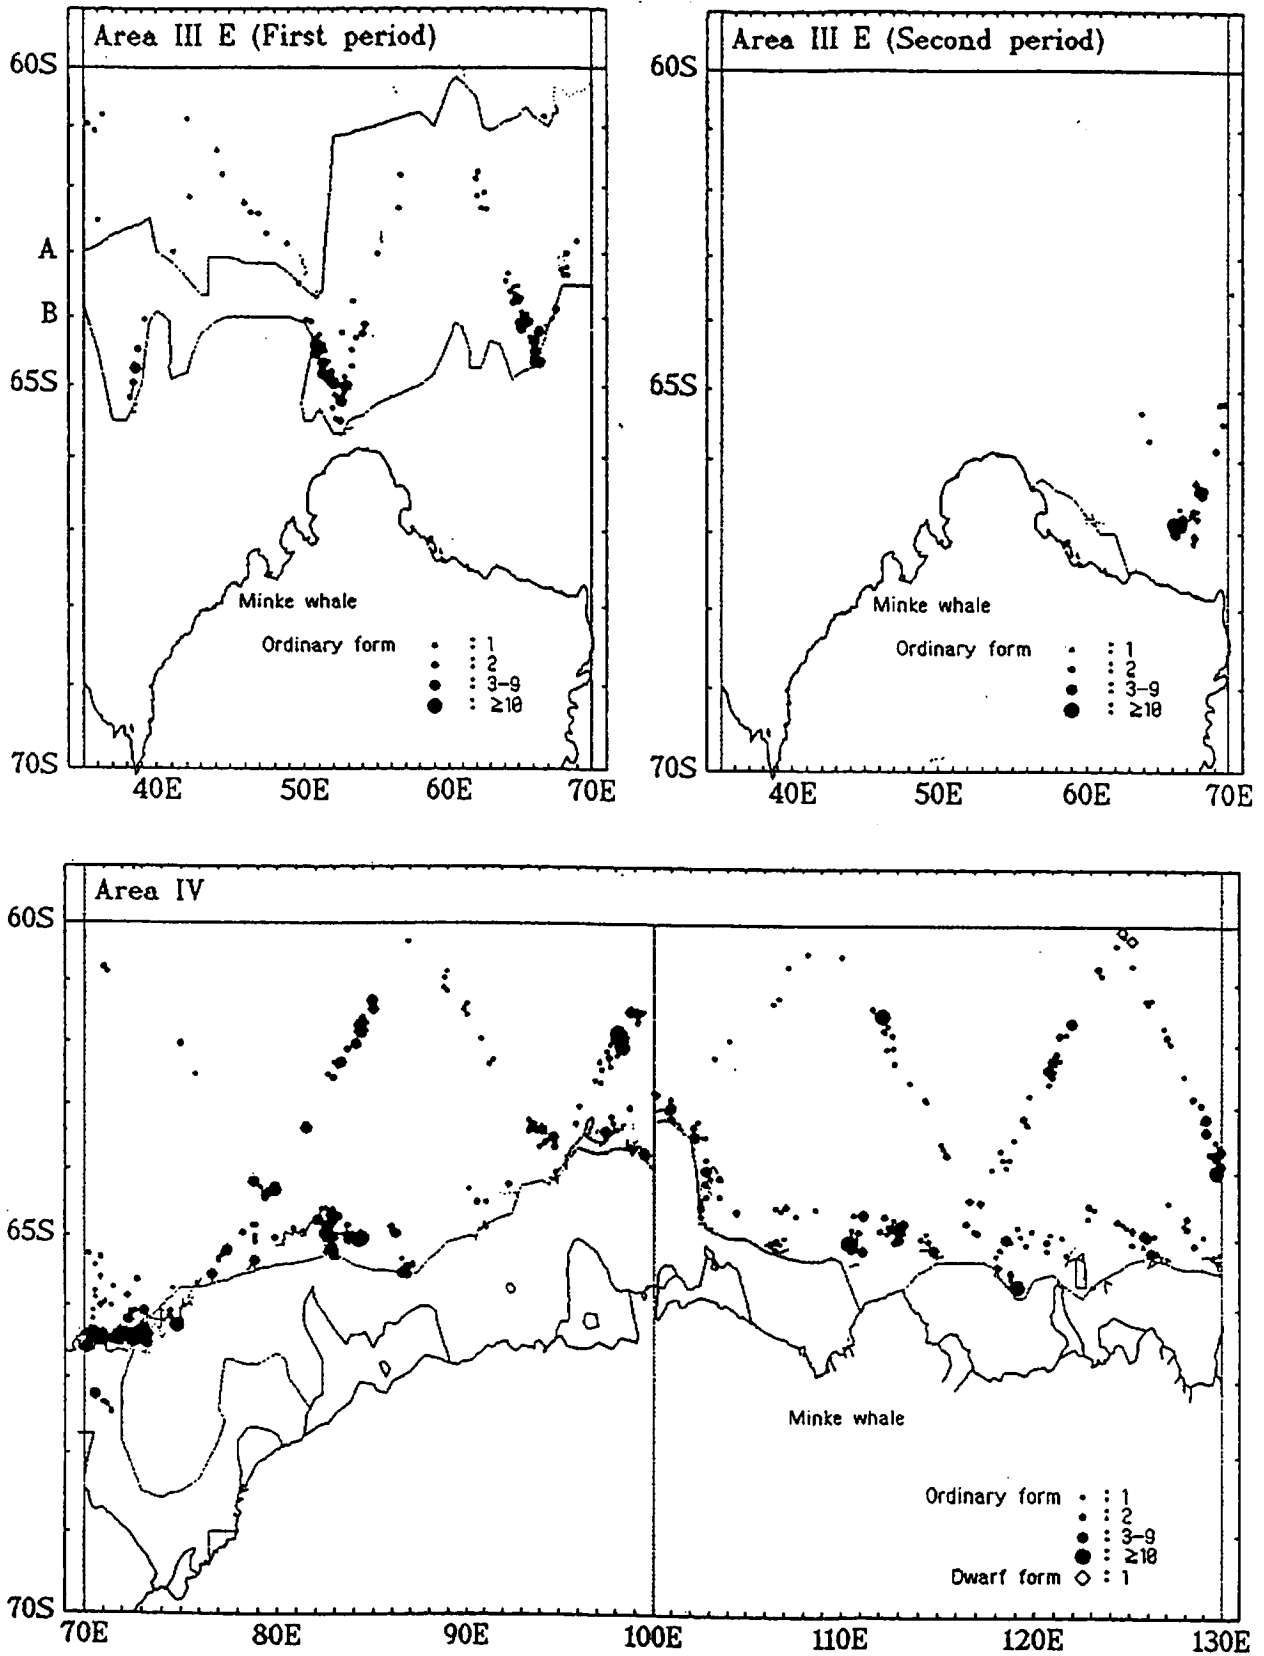 Area III E (First period)
60S
A
B
65S
70S
Minke whale
Ordinary form : 1
: 2
: 3-9
: ≥10
40E 50E 60E 70E
Area III E (Second period)
60S
65S
70S
Minke whale
Ordinary form : 1
: 2
: 3-9
: ≥10
40E 50E 60E 70E
Area IV
60S
65S
70S
Minke whale
Ordinary form : 1
: 2
: 3-9
: ≥10
Dwarf form ◇ : 1
70E 80E 90E 100E 110E 120E 130E